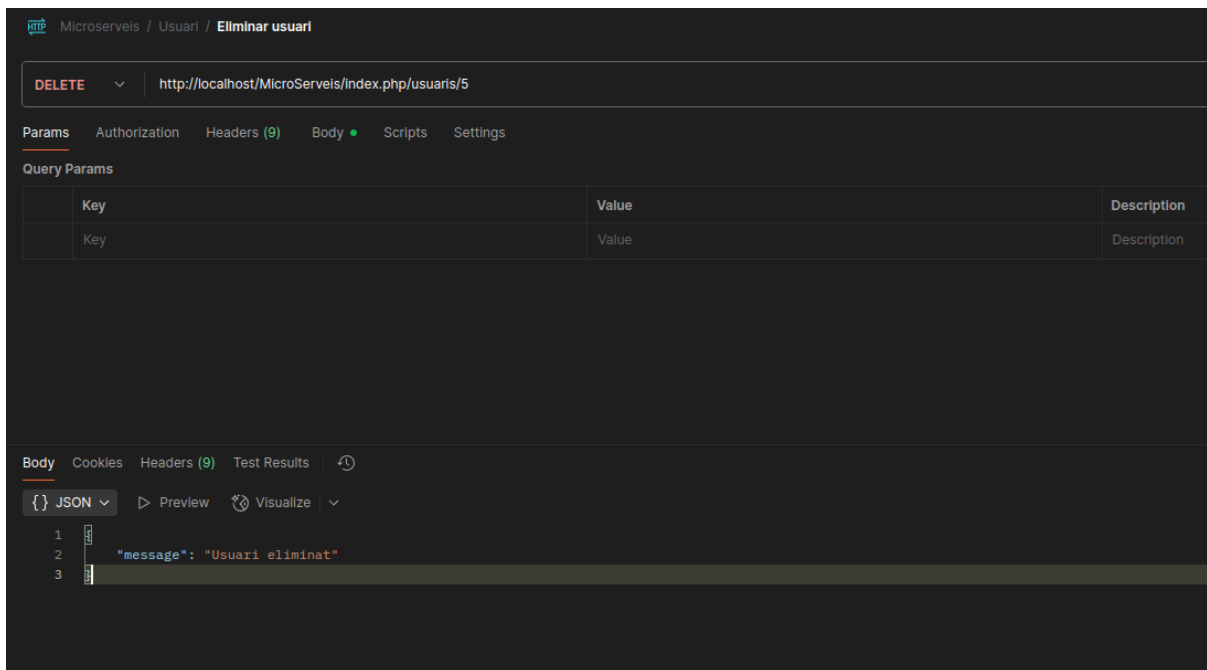 HTTP Microserveis / Usuari / Eliminar usuari
DELETE http://localhost/MicroServeis/index.php/usuaris/5
Params Authorization Headers (9) Body Scripts Settings
Query Params
Key Value Description
Key Value Description
Body Cookies Headers (9) Test Results
{} JSON Preview Visualize
1 {
2 "message": "Usuari eliminat"
3 }